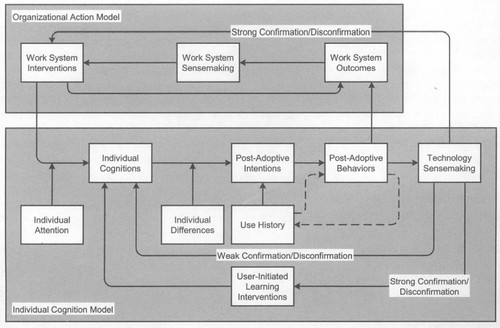 Organizational Action Model
Strong Confirmation/Disconfirmation
Work System
Interventions
Work System
Sensemaking
Work System
Outcomes
Individual
Cognitions
Post-Adoptive
Intentions
Post-Adoptive
Behaviors
Technology
Sensemaking
Individual
Attention
Individual
Differences
Use History
Weak Confirmation/Disconfirmation
User-Initiated
Learning
Interventions
Strong Confirmation/
Disconfirmation
Individual Cognition Model